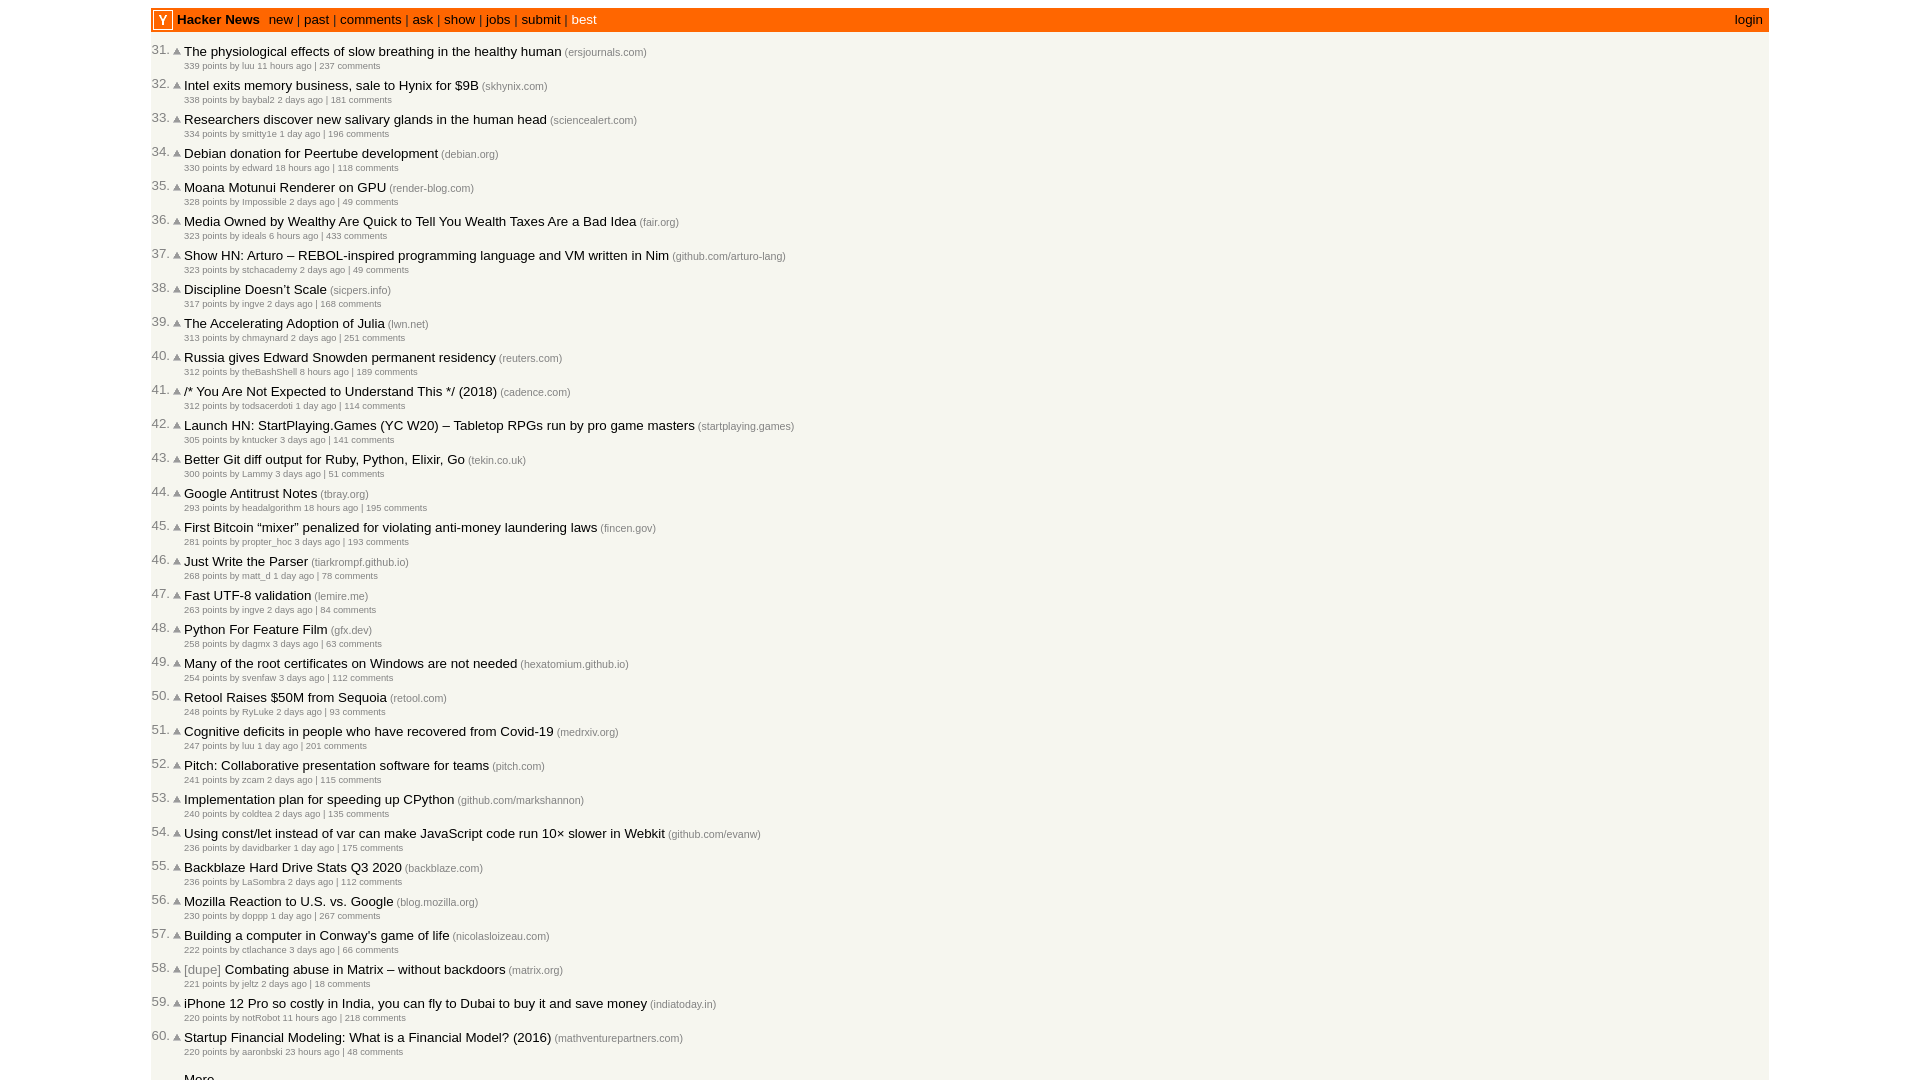 Y Hacker News new | past | comments | ask | show | jobs | submit | best login
31. The physiological effects of slow breathing in the healthy human (ersjournals.com)
339 points by luu 11 hours ago | 237 comments
32. Intel exits memory business, sale to Hynix for $9B (skhynix.com)
338 points by baybal2 2 days ago | 181 comments
33. Researchers discover new salivary glands in the human head (sciencealert.com)
334 points by smitty1e 1 day ago | 196 comments
34. Debian donation for Peertube development (debian.org)
330 points by edward 18 hours ago | 118 comments
35. Moana Motunui Renderer on GPU (render-blog.com)
328 points by Impossible 2 days ago | 49 comments
36. Media Owned by Wealthy Are Quick to Tell You Wealth Taxes Are a Bad Idea (fair.org)
323 points by ideals 6 hours ago | 433 comments
37. Show HN: Arturo – REBOL-inspired programming language and VM written in Nim (github.com/arturo-lang)
323 points by stchacademy 2 days ago | 49 comments
38. Discipline Doesn’t Scale (sicpers.info)
317 points by ingve 2 days ago | 168 comments
39. The Accelerating Adoption of Julia (lwn.net)
313 points by chmaynard 2 days ago | 251 comments
40. Russia gives Edward Snowden permanent residency (reuters.com)
312 points by theBashShell 8 hours ago | 189 comments
41. /* You Are Not Expected to Understand This */ (2018) (cadence.com)
312 points by todsacerdoti 1 day ago | 114 comments
42. Launch HN: StartPlaying.Games (YC W20) – Tabletop RPGs run by pro game masters (startplaying.games)
305 points by kntucker 3 days ago | 141 comments
43. Better Git diff output for Ruby, Python, Elixir, Go (tekin.co.uk)
300 points by Lammy 3 days ago | 51 comments
44. Google Antitrust Notes (tbray.org)
293 points by headalgorithm 18 hours ago | 195 comments
45. First Bitcoin “mixer” penalized for violating anti-money laundering laws (fincen.gov)
281 points by propter_hoc 3 days ago | 193 comments
46. Just Write the Parser (tiarkrompf.github.io)
268 points by matt_d 1 day ago | 78 comments
47. Fast UTF-8 validation (lemire.me)
263 points by ingve 2 days ago | 84 comments
48. Python For Feature Film (gfx.dev)
258 points by dagmx 3 days ago | 63 comments
49. Many of the root certificates on Windows are not needed (hexatomium.github.io)
254 points by svenfaw 3 days ago | 112 comments
50. Retool Raises $50M from Sequoia (retool.com)
248 points by RyLuke 2 days ago | 93 comments
51. Cognitive deficits in people who have recovered from Covid-19 (medrxiv.org)
247 points by luu 1 day ago | 201 comments
52. Pitch: Collaborative presentation software for teams (pitch.com)
241 points by zcam 2 days ago | 115 comments
53. Implementation plan for speeding up CPython (github.com/markshannon)
240 points by coldtea 2 days ago | 135 comments
54. Using const/let instead of var can make JavaScript code run 10× slower in Webkit (github.com/evanw)
236 points by davidbarker 1 day ago | 175 comments
55. Backblaze Hard Drive Stats Q3 2020 (backblaze.com)
236 points by LaSombra 2 days ago | 112 comments
56. Mozilla Reaction to U.S. vs. Google (blog.mozilla.org)
230 points by doppp 1 day ago | 267 comments
57. Building a computer in Conway's game of life (nicolasloizeau.com)
222 points by ctlachance 3 days ago | 66 comments
58. [dupe] Combating abuse in Matrix – without backdoors (matrix.org)
221 points by jeltz 2 days ago | 18 comments
59. iPhone 12 Pro so costly in India, you can fly to Dubai to buy it and save money (indiatoday.in)
220 points by notRobot 11 hours ago | 218 comments
60. Startup Financial Modeling: What is a Financial Model? (2016) (mathventurepartners.com)
220 points by aaronbski 23 hours ago | 48 comments
More